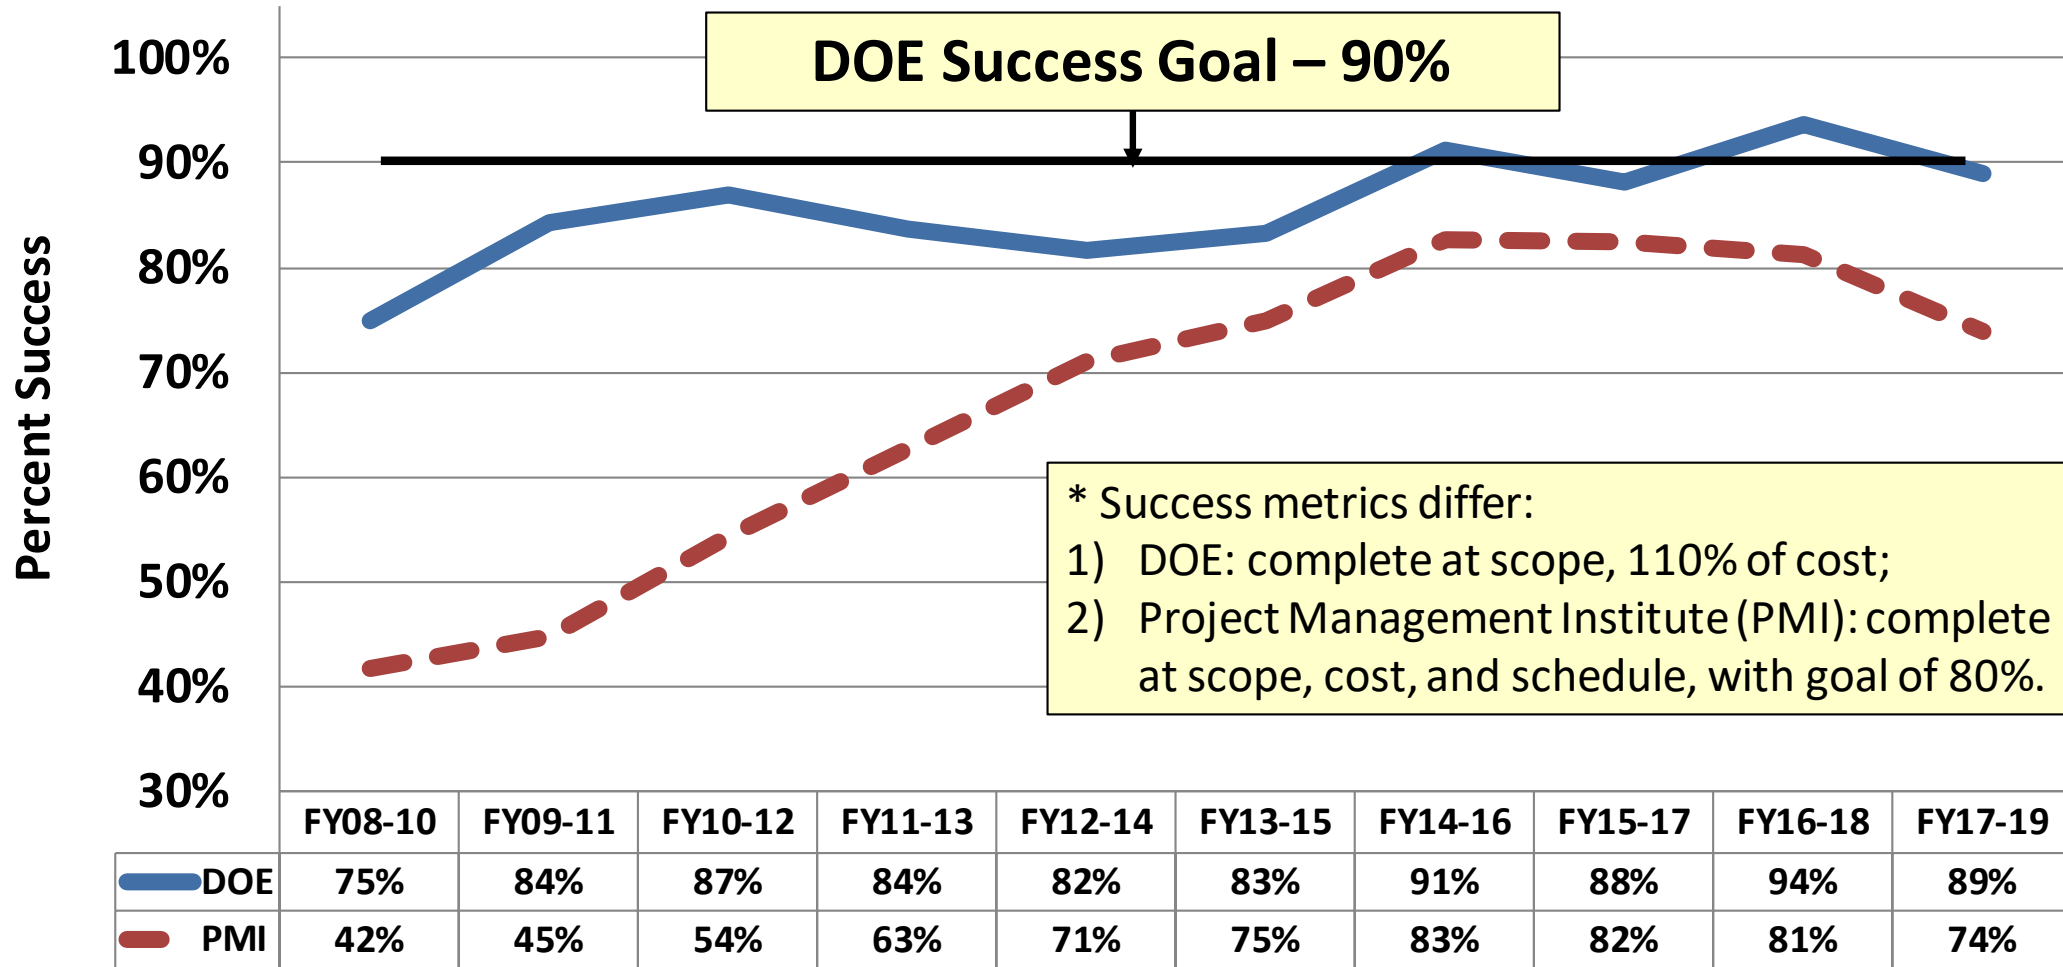 DOE Success Goal – 90%
Percent Success
100%
90%
80%
70%
60%
50%
40%
30%
* Success metrics differ:
1) DOE: complete at scope, 110% of cost;
2) Project Management Institute (PMI): complete
at scope, cost, and schedule, with goal of 80%.
FY08-10 FY09-11 FY10-12 FY11-13 FY12-14 FY13-15 FY14-16 FY15-17 FY16-18 FY17-19
DOE 75% 84% 87% 84% 82% 83% 91% 88% 94% 89%
PMI 42% 45% 54% 63% 71% 75% 83% 82% 81% 74%